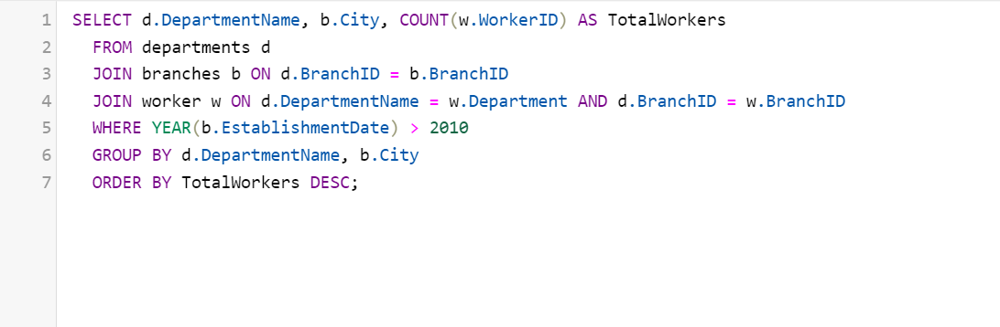 1 SELECT d.DepartmentName, b.City, COUNT(w.WorkerID) AS TotalWorkers
2 FROM departments d
3 JOIN branches b ON d.BranchID = b.BranchID
4 JOIN worker w ON d.DepartmentName = w.Department AND d.BranchID = w.BranchID
5 WHERE YEAR(b.EstablishmentDate) > 2010
6 GROUP BY d.DepartmentName, b.City
7 ORDER BY TotalWorkers DESC;